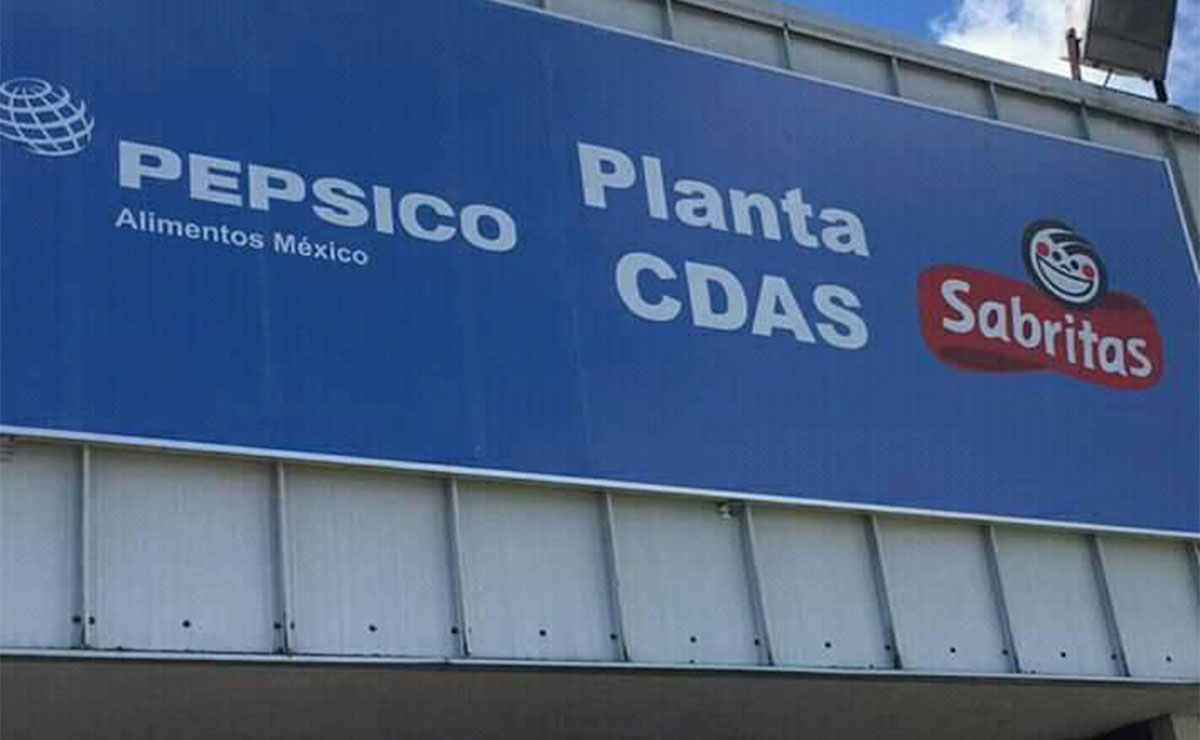 PEPSICO
Alimentos México
Planta
CDAS
Sabritas